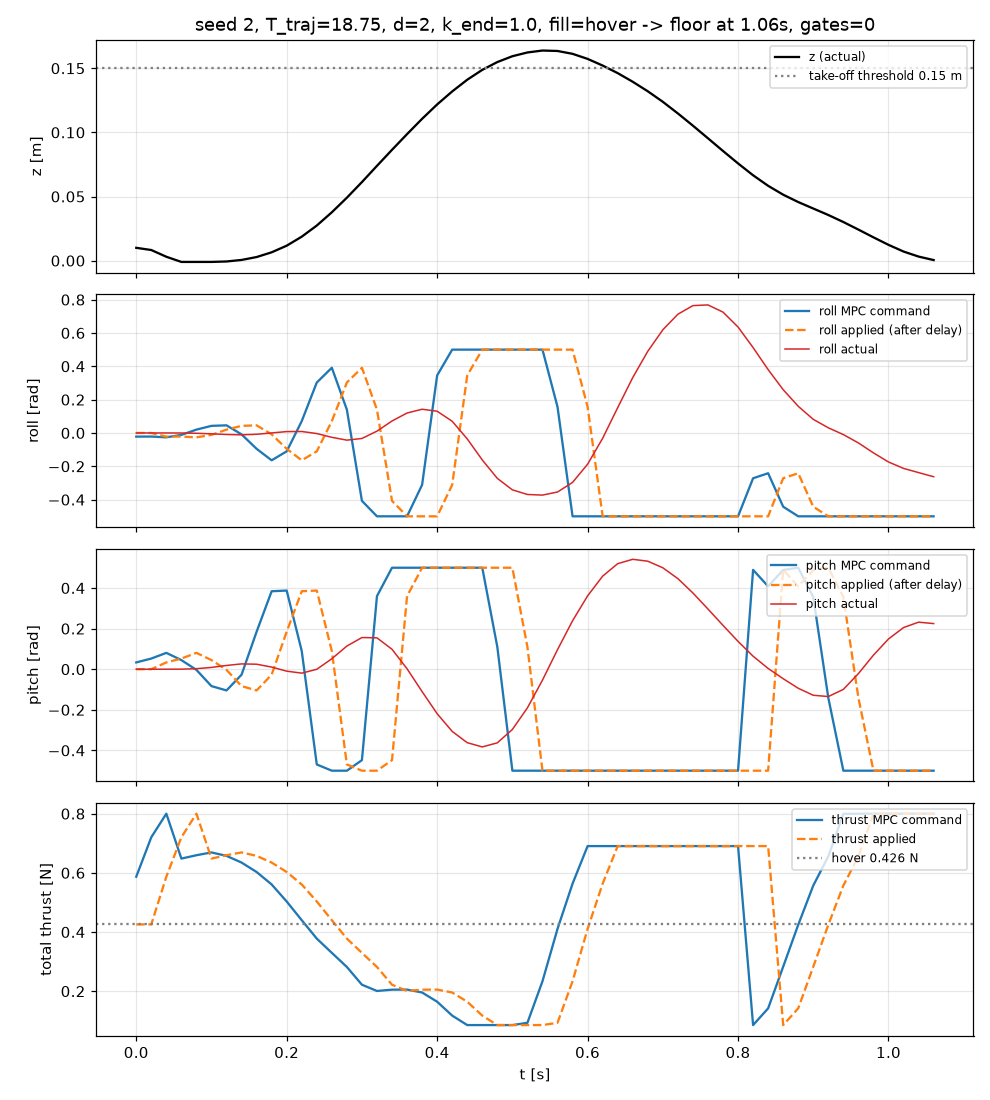 seed 2, T_traj=18.75, d=2, k_end=1.0, fill=hover -> floor at 1.06s, gates=0
z [m]
0.15
0.10
0.05
0.00
z (actual)
take-off threshold 0.15 m
roll [rad]
0.8
0.6
0.4
0.2
0.0
−0.2
−0.4
roll MPC command
roll applied (after delay)
roll actual
pitch [rad]
0.4
0.2
0.0
−0.2
−0.4
pitch MPC command
pitch applied (after delay)
pitch actual
total thrust [N]
0.8
0.6
0.4
0.2
thrust MPC command
thrust applied
hover 0.426 N
0.0 0.2 0.4 0.6 0.8 1.0
t [s]